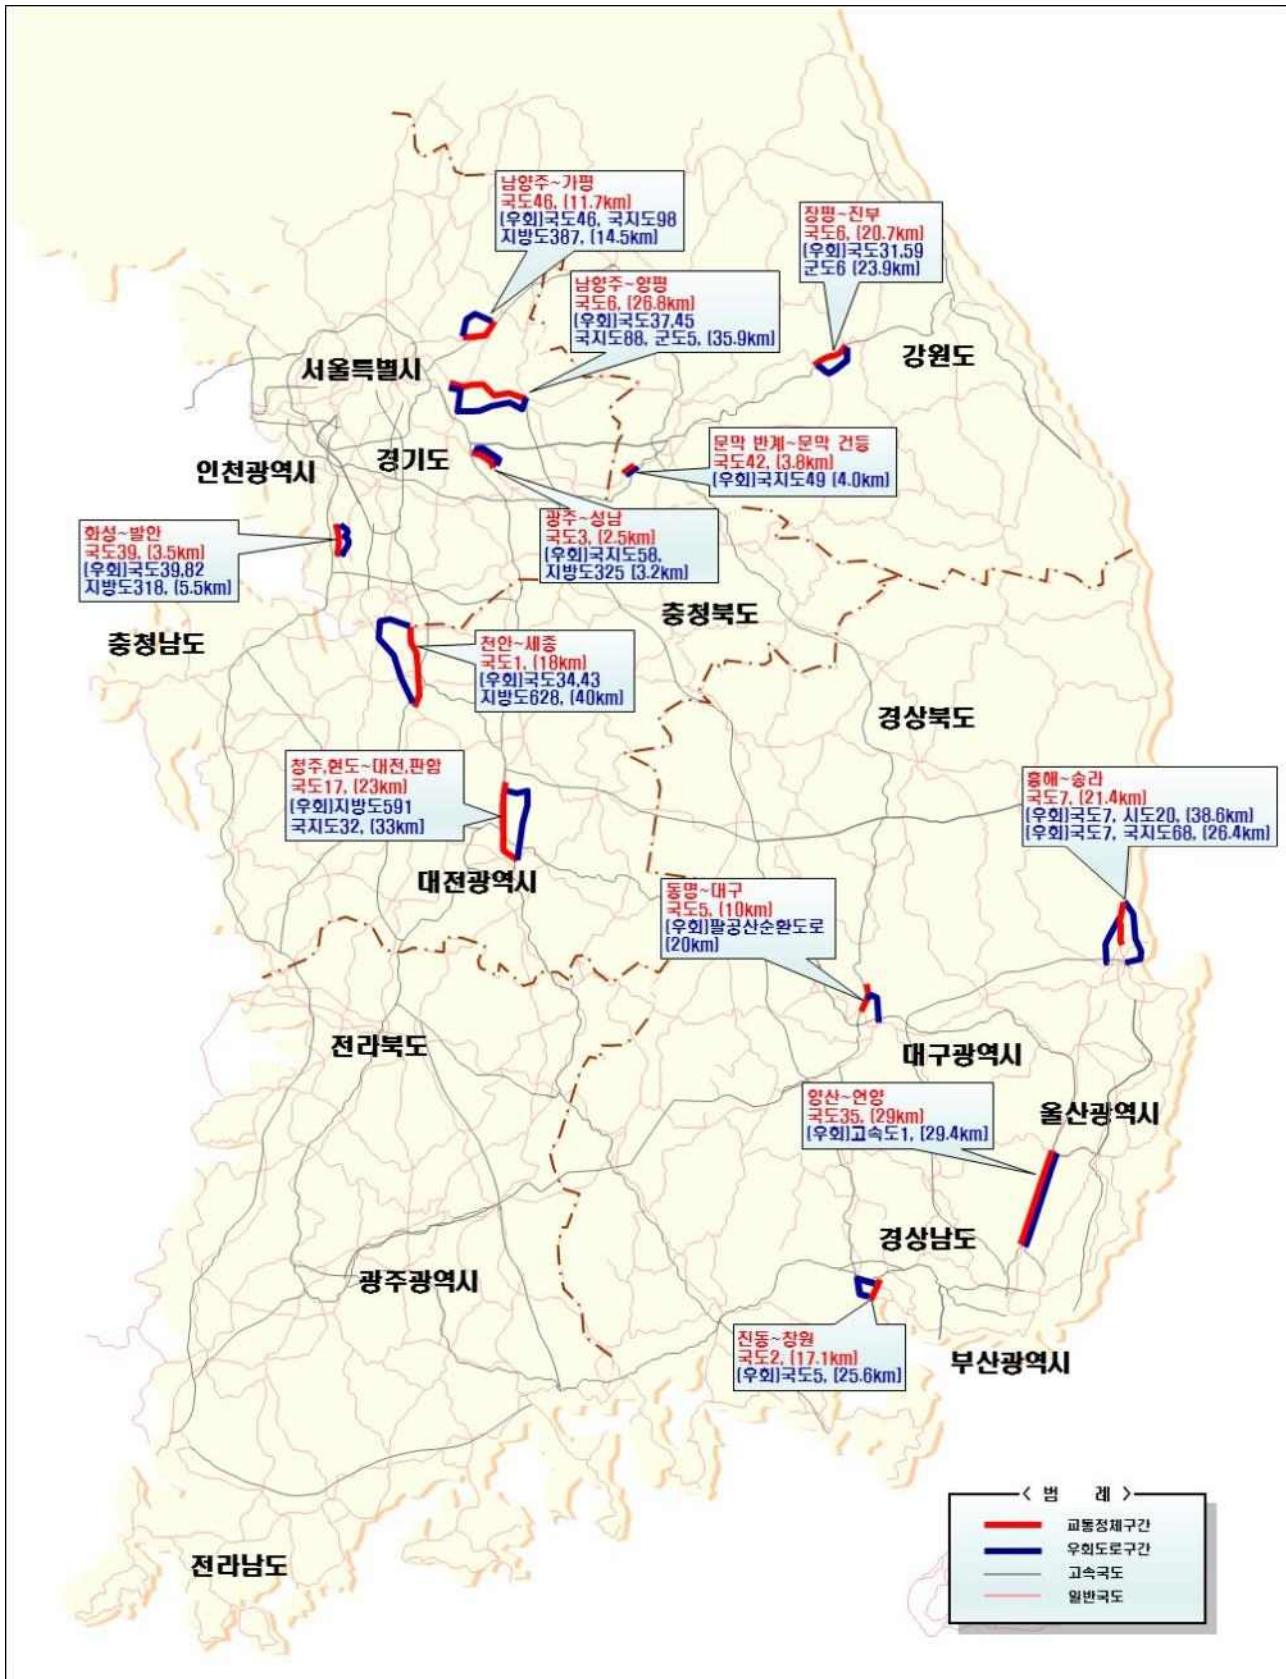 남양주~가평
국도46, (11.7km)
(우회)국도46, 국지도98
지방도387, (14.5km)
장평~진부
국도6, (20.7km)
(우회)국도31,59
군도6 (23.9km)
남양주~양평
국도6, (26.8km)
(우회)국도37,45
국지도88, 군도5, (35.9km)
강원도
서울특별시
문막 반계~문막 건등
국도42, (3.8km)
(우회)국지도49 (4.0km)
경기도
인천광역시
광주~성남
국도3, (2.5km)
(우회)국지도58,
지방도325 (3.2km)
화성~발안
국도39, (3.5km)
(우회)국도39,82
지방도318, (5.5km)
충청북도
충청남도
천안~세종
국도1, (18km)
(우회)국도34,43
지방도628, (40km)
경상북도
청주,현도~대전,판암
국도17, (23km)
(우회)지방도591
국지도32, (33km)
흥해~송라
국도7, (21.4km)
(우회)국도7, 시도20, (38.6km)
(우회)국도7, 국지도68, (26.4km)
대전광역시
동명~대구
국도5, (10km)
(우회)팔공산순환도로
(20km)
전라북도
대구광역시
양산~언양
국도35, (29km)
(우회)고속도1, (29.4km)
울산광역시
경상남도
광주광역시
진동~창원
국도2, (17.1km)
(우회)국도5, (25.6km)
부산광역시
전라남도
< 범 례 >
교통정체구간
우회도로구간
고속국도
일반국도